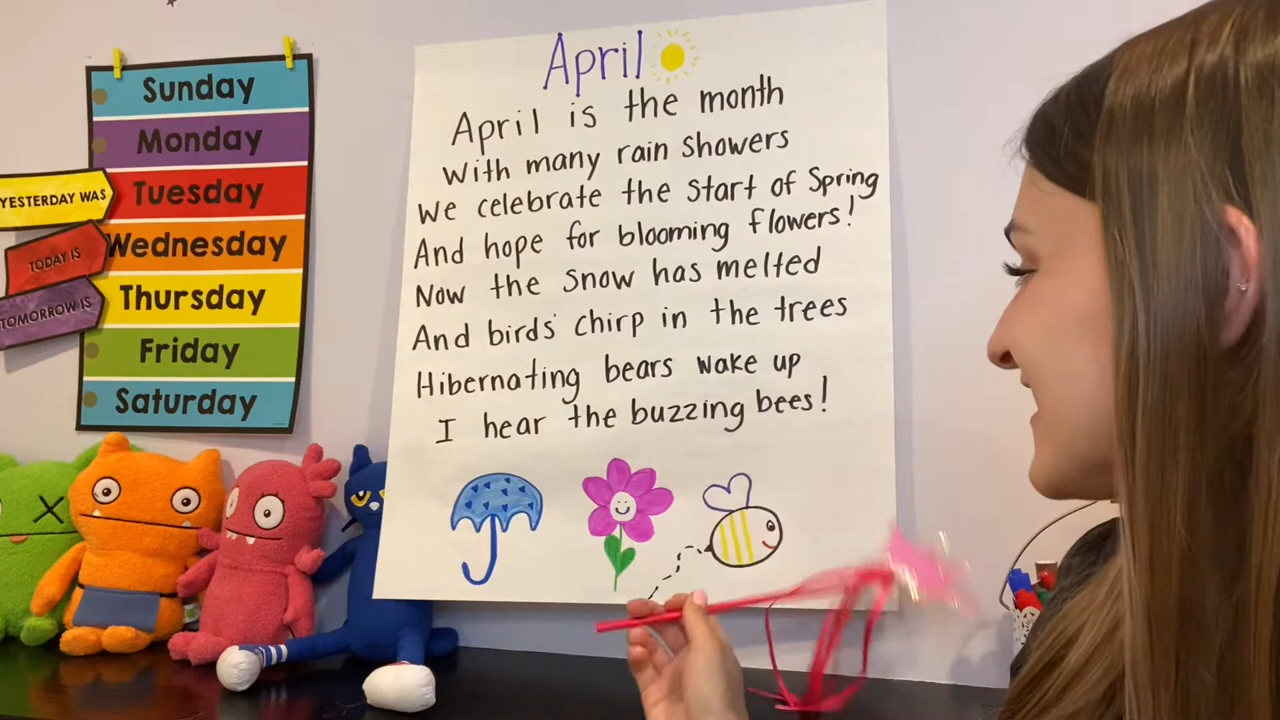 Sunday
Monday
Tuesday
Wednesday
Thursday
Friday
Saturday
YESTERDAY WAS
TODAY IS
TOMORROW IS
April
April is the month
With many rain showers
We celebrate the start of Spring
And hope for blooming flowers!
Now the snow has melted
And birds' chirp in the trees
Hibernating bears wake up
I hear the buzzing bees!